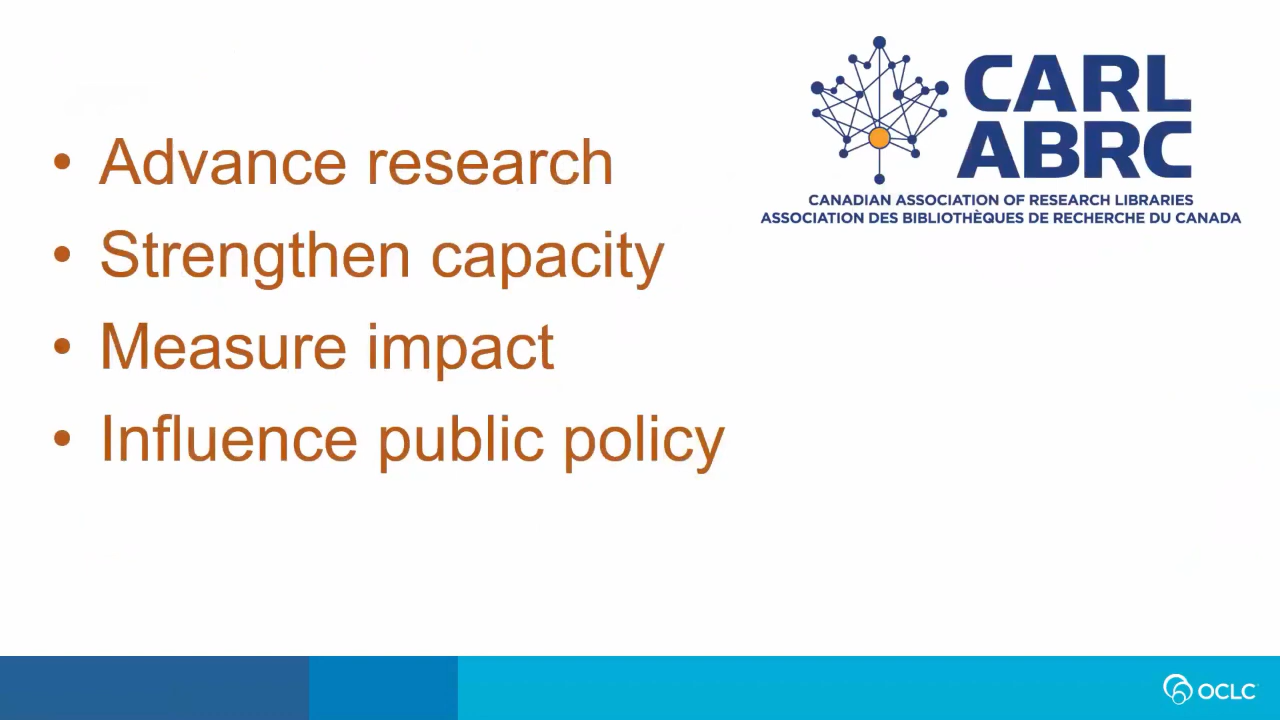 • Advance research
• Strengthen capacity
• Measure impact
• Influence public policy
CARL
ABRC
CANADIAN ASSOCIATION OF RESEARCH LIBRARIES
ASSOCIATION DES BIBLIOTHÈQUES DE RECHERCHE DU CANADA
OCLC